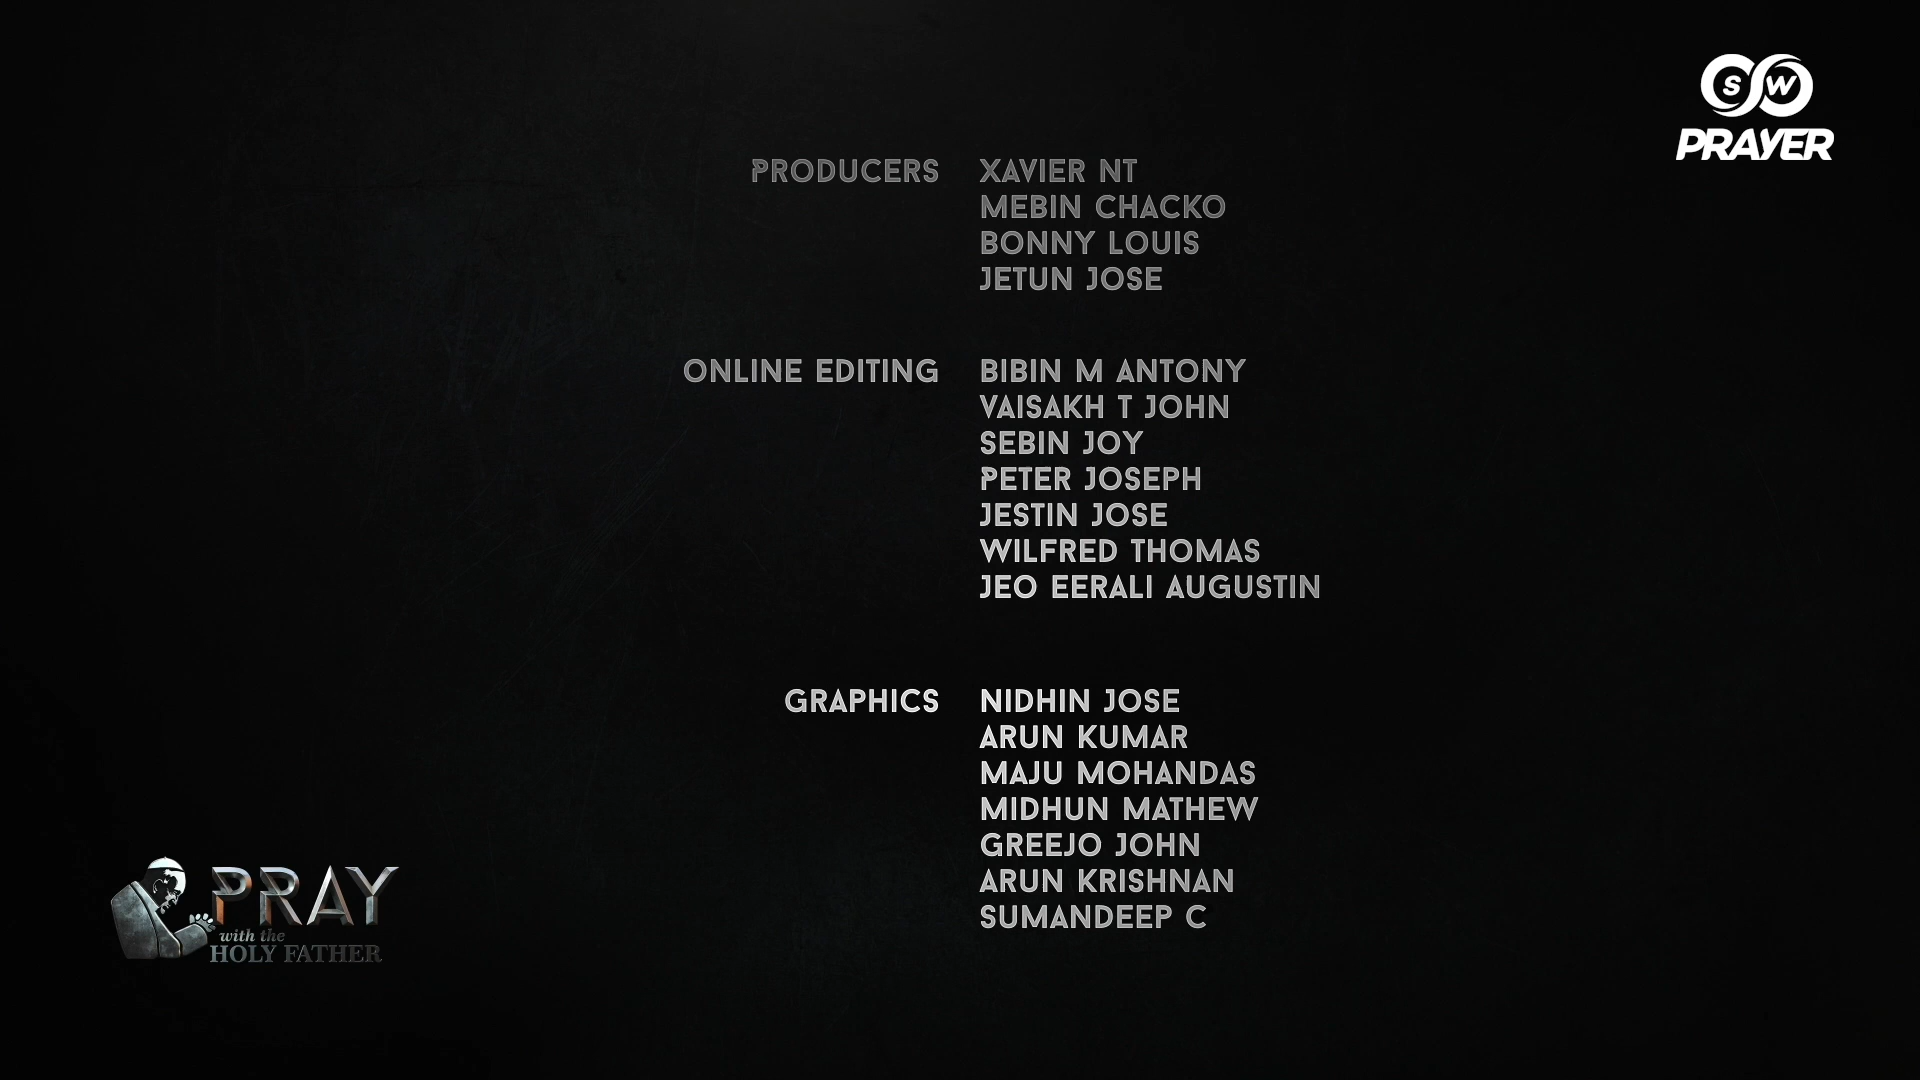 SW
PRAYER
PRODUCERS XAVIER NT
MEBIN CHACKO
BONNY LOUIS
JETUN JOSE
ONLINE EDITING BIBIN M ANTONY
VAISAKH T JOHN
SEBIN JOY
PETER JOSEPH
JESTIN JOSE
WILFRED THOMAS
JEO EERALI AUGUSTIN
GRAPHICS NIDHIN JOSE
ARUN KUMAR
MAJU MOHANDAS
MIDHUN MATHEW
GREEJO JOHN
ARUN KRISHNAN
SUMANDEEP C
PRAY
with the
HOLY FATHER